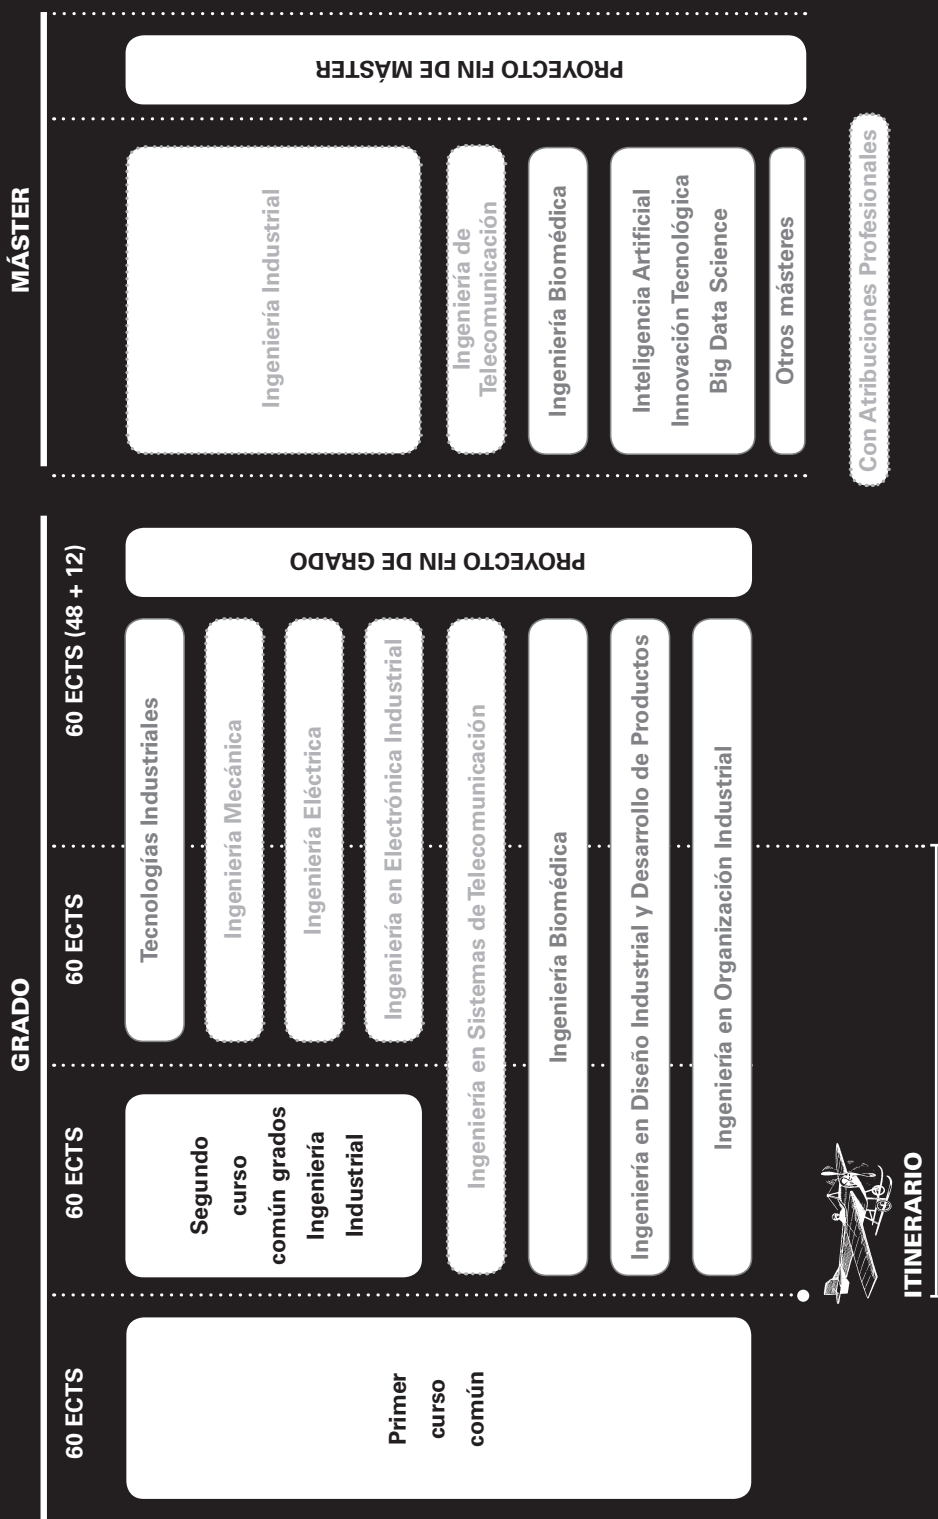 GRADO
MÁSTER
60 ECTS
60 ECTS
60 ECTS
60 ECTS (48 + 12)
Primer
curso
común
Segundo
curso
común grados
Ingeniería
Industrial
Tecnologías Industriales
Ingeniería Mecánica
Ingeniería Eléctrica
Ingeniería en Electrónica Industrial
Ingeniería en Sistemas de Telecomunicación
Ingeniería Biomédica
Ingeniería en Diseño Industrial y Desarrollo de Productos
Ingeniería en Organización Industrial
PROYECTO FIN DE GRADO
Ingeniería Industrial
Ingeniería de
Telecomunicación
Ingeniería Biomédica
Inteligencia Artificial
Innovación Tecnológica
Big Data Science
Otros másteres
PROYECTO FIN DE MÁSTER
ITINERARIO
Con Atribuciones Profesionales